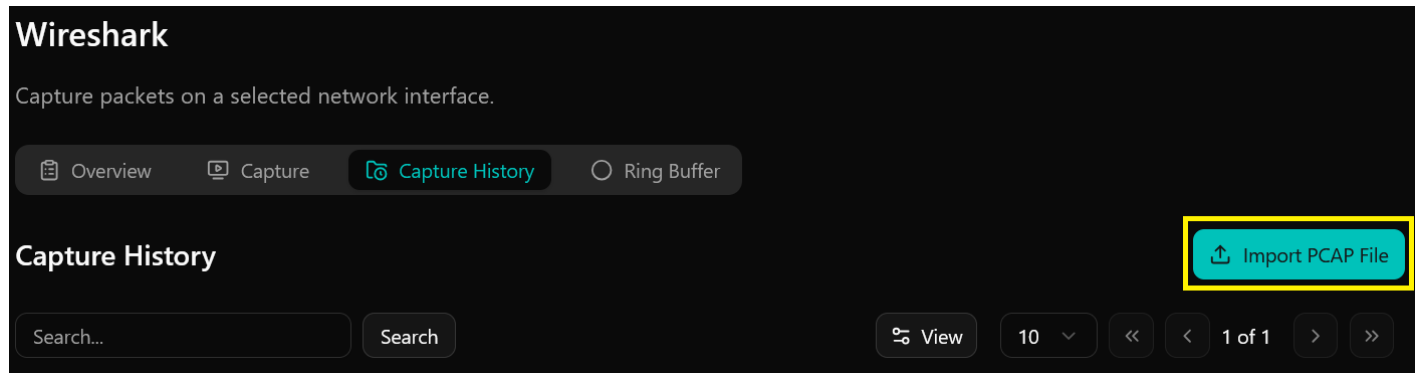 Wireshark
Capture packets on a selected network interface.
Overview Capture Capture History Ring Buffer
Capture History Import PCAP File
Search... Search View 10 1 of 1